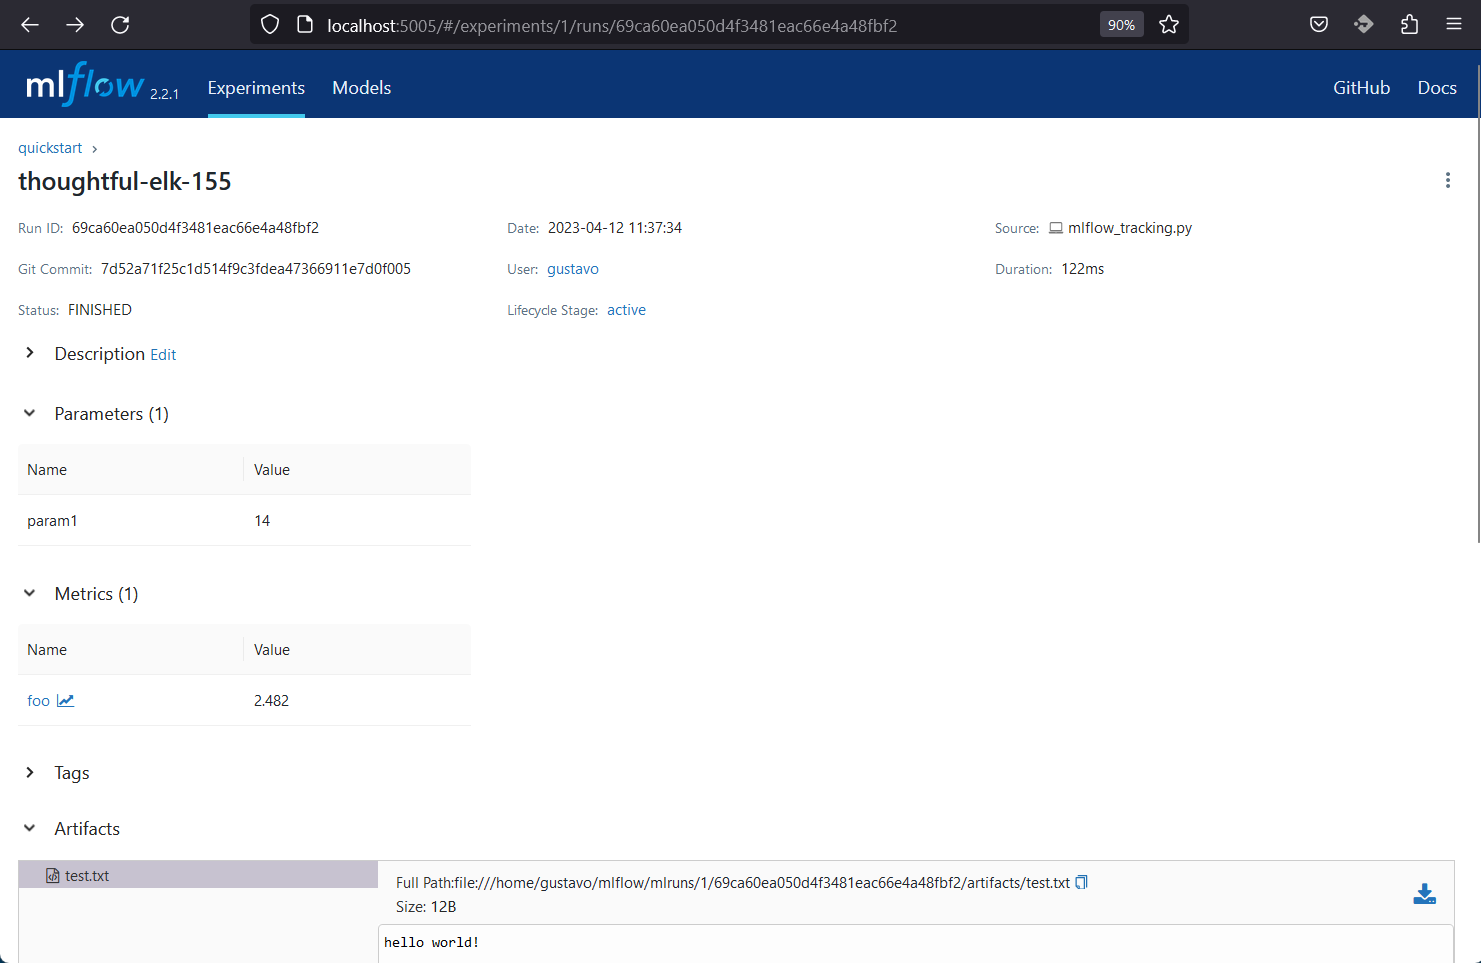 localhost:5005/#/experiments/1/runs/69ca60ea050d4f3481eac66e4a48fbf2 90%
mlflow 2.2.1 Experiments Models GitHub Docs
quickstart
thoughtful-elk-155
Run ID: 69ca60ea050d4f3481eac66e4a48fbf2 Date: 2023-04-12 11:37:34 Source: mlflow_tracking.py
Git Commit: 7d52a71f25c1d514f9c3fdea47366911e7d0f005 User: gustavo Duration: 122ms
Status: FINISHED Lifecycle Stage: active
Description Edit
Parameters (1)
Name Value
param1 14
Metrics (1)
Name Value
foo 2.482
Tags
Artifacts
test.txt
Full Path:file:///home/gustavo/mlflow/mlruns/1/69ca60ea050d4f3481eac66e4a48fbf2/artifacts/test.txt
Size: 12B
hello world!